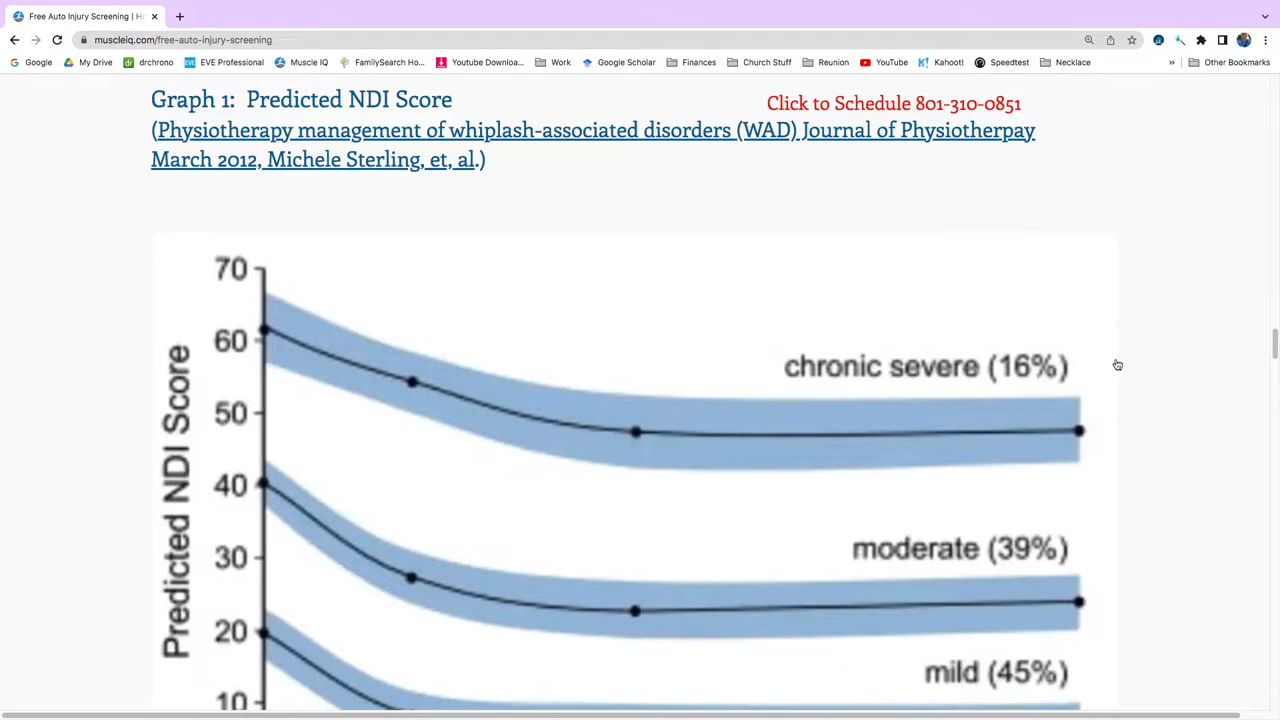 Free Auto Injury Screening | Ho
muscleiq.com/free-auto-injury-screening
Google My Drive drchrono EVE Professional Muscle IQ FamilySearch Ho... Youtube Downloa... Work Google Scholar Finances Church Stuff Reunion YouTube Kahoot! Speedtest Necklace » Other Bookmarks
Graph 1: Predicted NDI Score
Click to Schedule 801-310-0851
(Physiotherapy management of whiplash-associated disorders (WAD) Journal of Physiotherpay
March 2012, Michele Sterling, et, al.)
Predicted NDI Score
70
60
50
40
30
20
10
chronic severe (16%)
moderate (39%)
mild (45%)